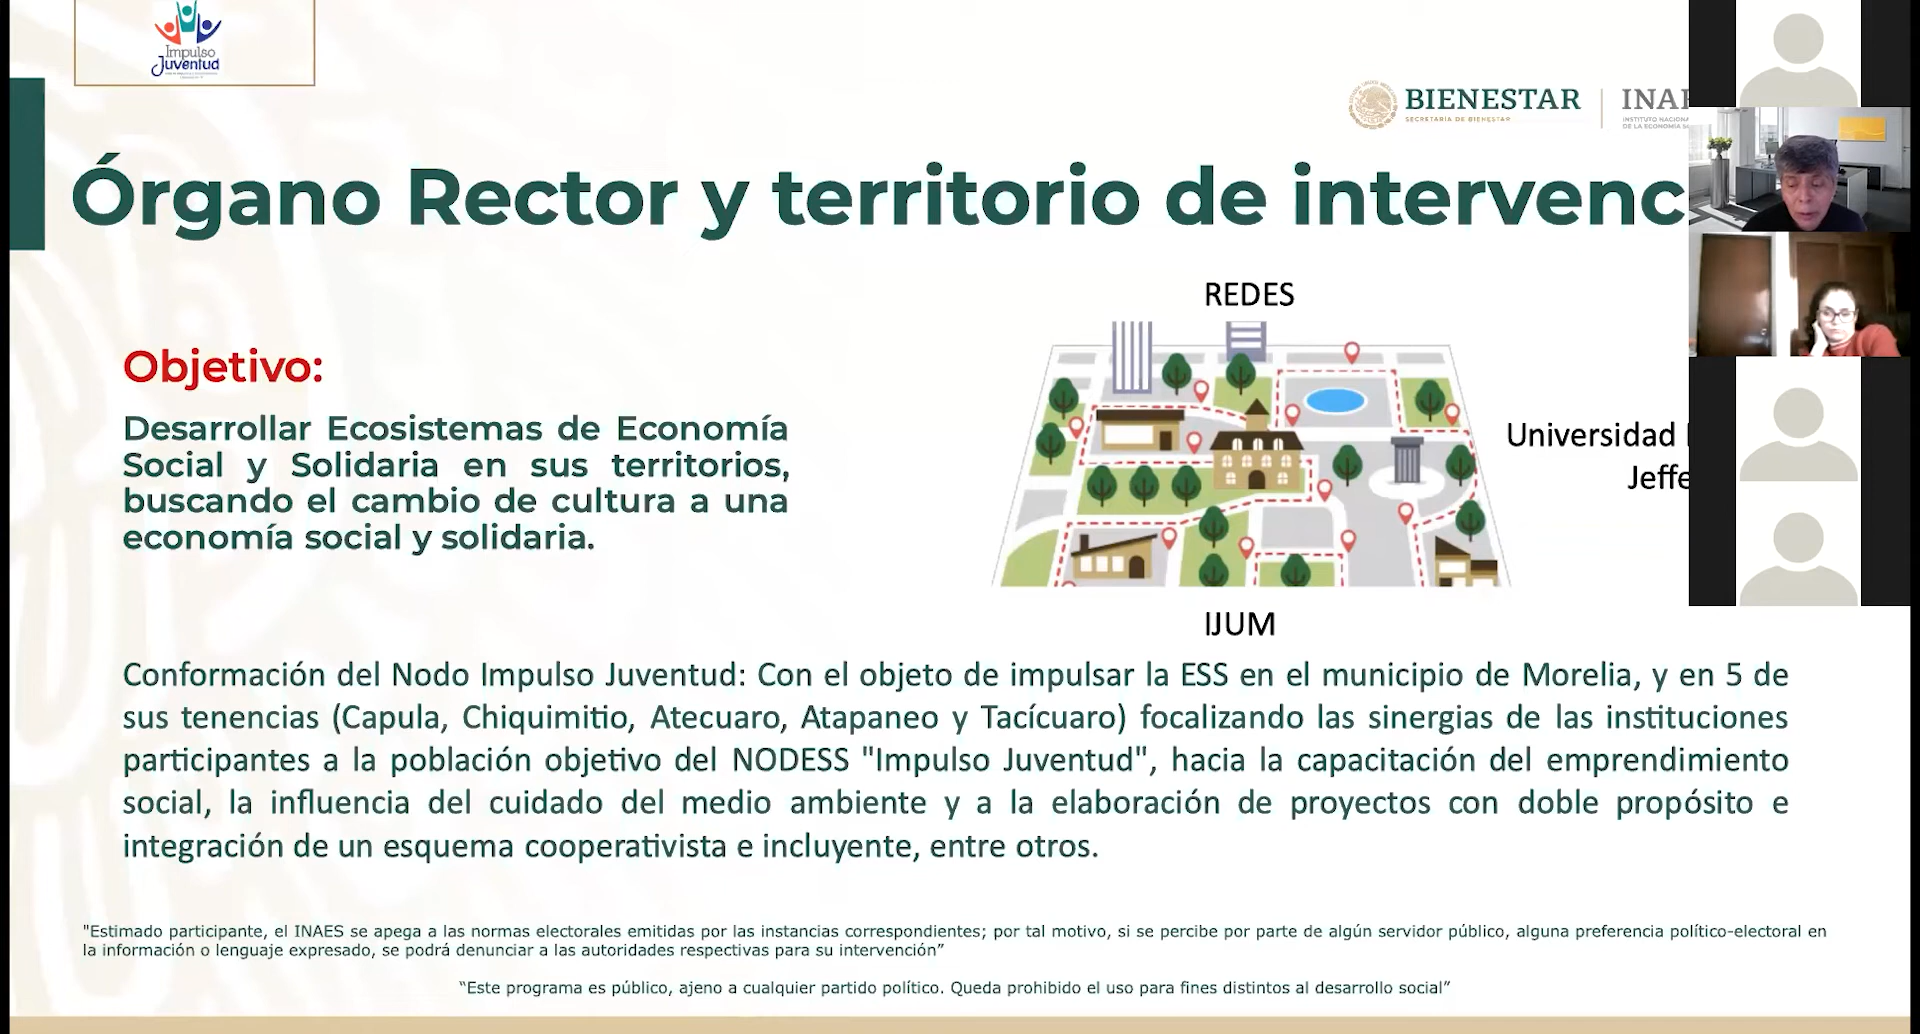 Impulso
Juventud
BIENESTAR
SECRETARÍA DE BIENESTAR
INSTITUTO NACIONAL
DE LA ECONOMÍA
Órgano Rector y territorio de intervenc
REDES
Objetivo:
Desarrollar Ecosistemas de Economía
Social y Solidaria en sus territorios,
buscando el cambio de cultura a una
economía social y solidaria.
Universidad
Jeffe
IJUM
Conformación del Nodo Impulso Juventud: Con el objeto de impulsar la ESS en el municipio de Morelia, y en 5 de
sus tenencias (Capula, Chiquimitio, Atecuaro, Atapaneo y Tacícuaro) focalizando las sinergias de las instituciones
participantes a la población objetivo del NODESS "Impulso Juventud", hacia la capacitación del emprendimiento
social, la influencia del cuidado del medio ambiente y a la elaboración de proyectos con doble propósito e
integración de un esquema cooperativista e incluyente, entre otros.
"Estimado participante, el INAES se apega a las normas electorales emitidas por las instancias correspondientes; por tal motivo, si se percibe por parte de algún servidor público, alguna preferencia político-electoral en
la información o lenguaje expresado, se podrá denunciar a las autoridades respectivas para su intervención”
“Este programa es público, ajeno a cualquier partido político. Queda prohibido el uso para fines distintos al desarrollo social”